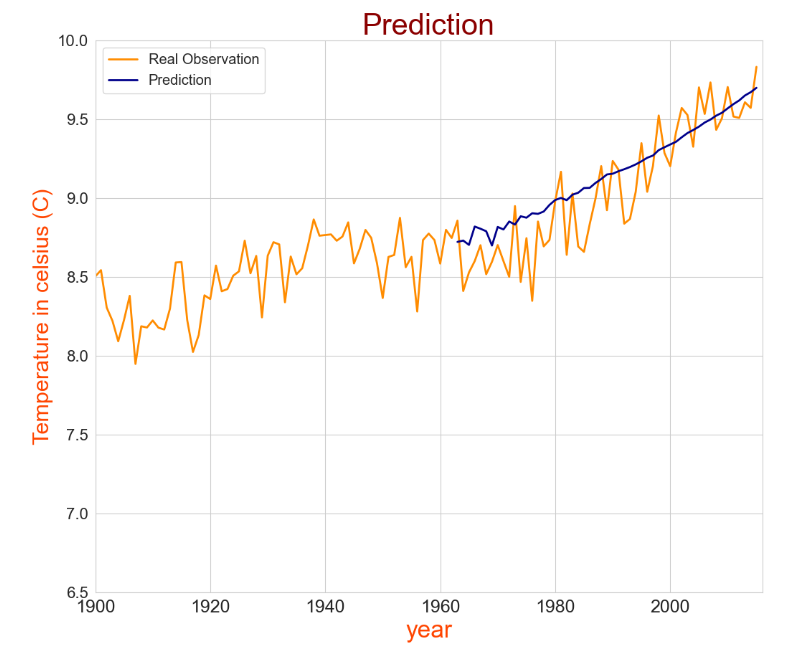 Prediction
Real Observation
Prediction
Temperature in celsius (C)
10.0
9.5
9.0
8.5
8.0
7.5
7.0
6.5
1900 1920 1940 1960 1980 2000
year